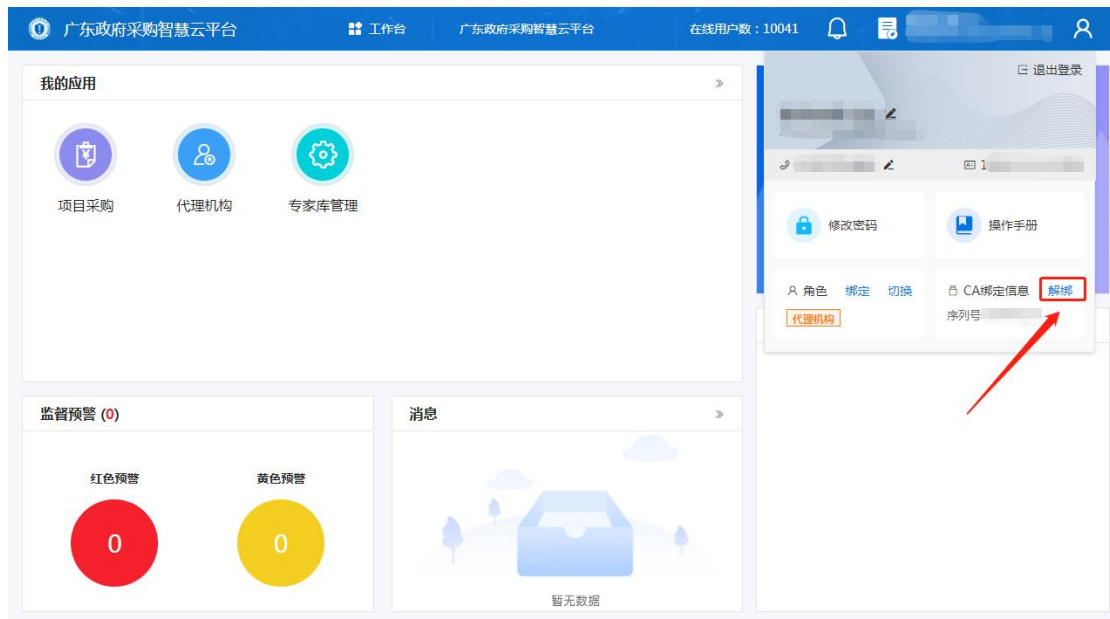 广东政府采购智慧云平台
工作台
广东政府采购智慧云平台
在线用户数：10041
我的应用
项目采购
代理机构
专家库管理
退出登录
1
修改密码
操作手册
角色 绑定 切换
代理机构
CA绑定信息 解绑
序列号
监督预警 (0)
红色预警
黄色预警
0
0
消息
暂无数据